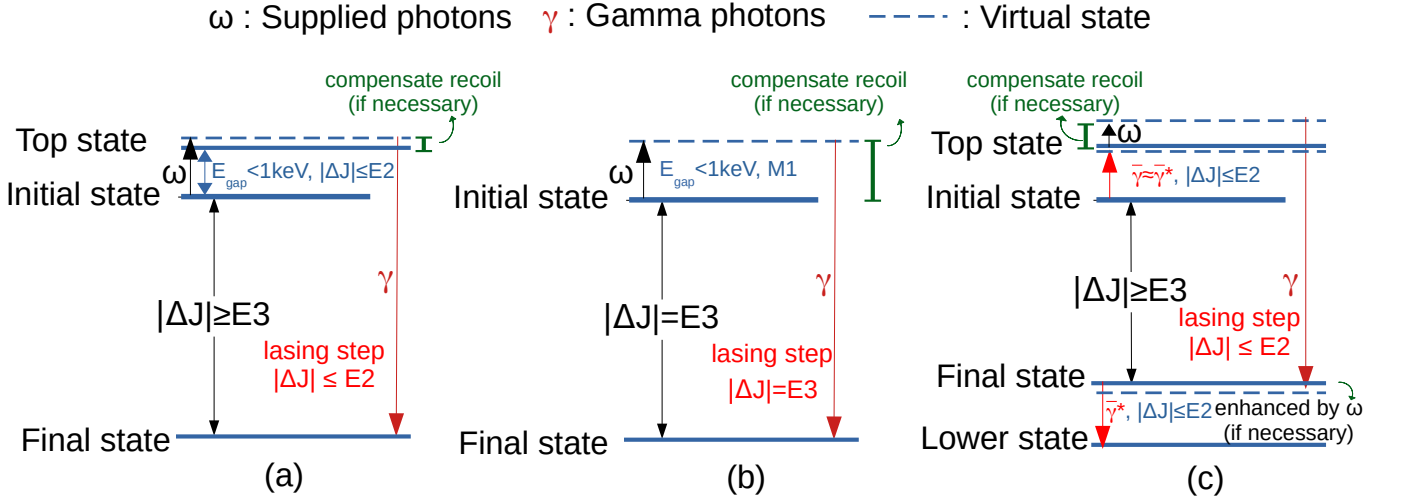 ω : Supplied photons γ : Gamma photons : Virtual state
compensate recoil
(if necessary)
Top state
ω
E_gap<1keV, |ΔJ|≤E2
Initial state
|ΔJ|≥E3
γ
lasing step
|ΔJ| ≤ E2
Final state
(a)
compensate recoil
(if necessary)
ω
E_gap<1keV, M1
Initial state
|ΔJ|=E3
γ
lasing step
|ΔJ|=E3
Final state
(b)
compensate recoil
(if necessary)
Top state
ω
γ̅≈γ̅*, |ΔJ|≤E2
Initial state
|ΔJ|≥E3
γ
lasing step
|ΔJ| ≤ E2
Final state
γ̅*, |ΔJ|≤E2
enhanced by ω
(if necessary)
Lower state
(c)